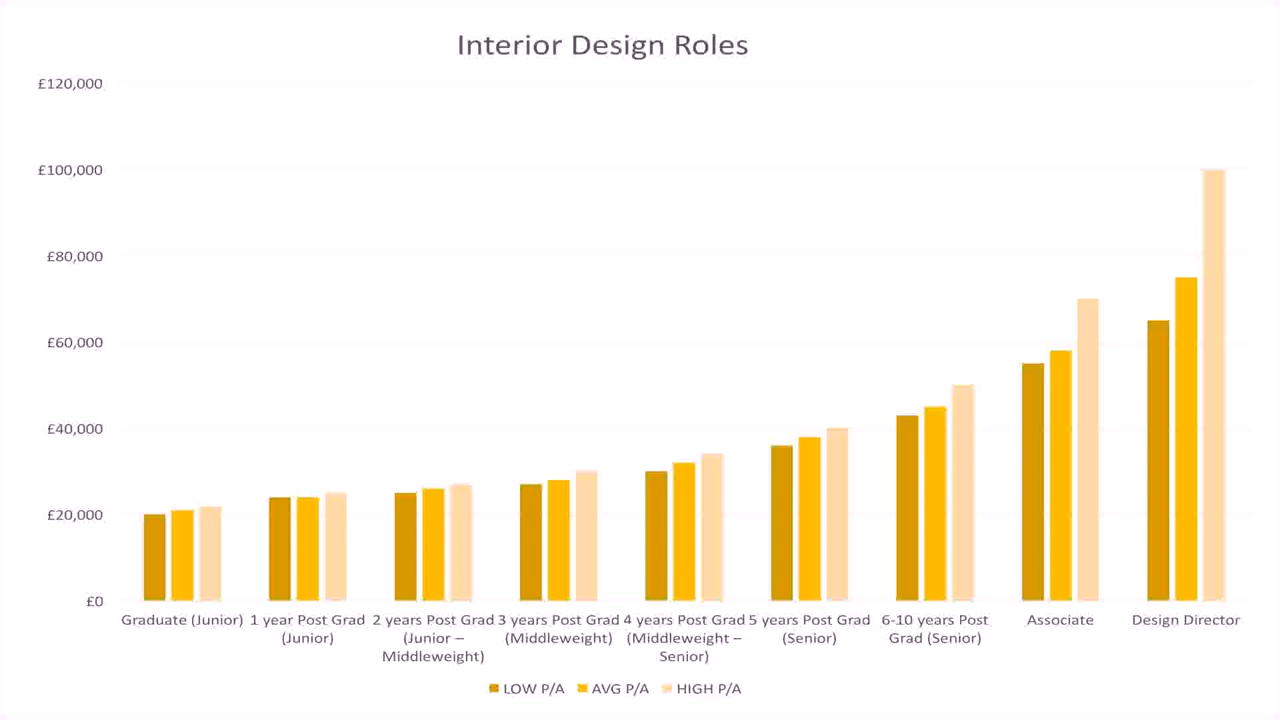 Interior Design Roles
£120,000
£100,000
£80,000
£60,000
£40,000
£20,000
£0
Graduate (Junior)
1 year Post Grad
(Junior)
2 years Post Grad
(Junior –
Middleweight)
3 years Post Grad
(Middleweight)
4 years Post Grad
(Middleweight –
Senior)
5 years Post Grad
(Senior)
6-10 years Post
Grad (Senior)
Associate
Design Director
LOW P/A AVG P/A HIGH P/A